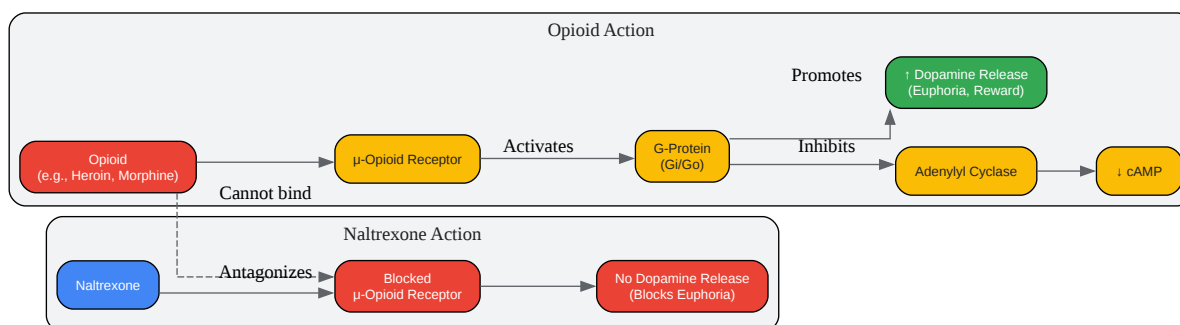 Opioid Action
Promotes
↑ Dopamine Release
(Euphoria, Reward)
Opioid
(e.g., Heroin, Morphine)
μ-Opioid Receptor
Activates
G-Protein
(Gi/Go)
Inhibits
Adenylyl Cyclase
↓ cAMP
Cannot bind
Naltrexone Action
Naltrexone
Antagonizes
Blocked
μ-Opioid Receptor
No Dopamine Release
(Blocks Euphoria)